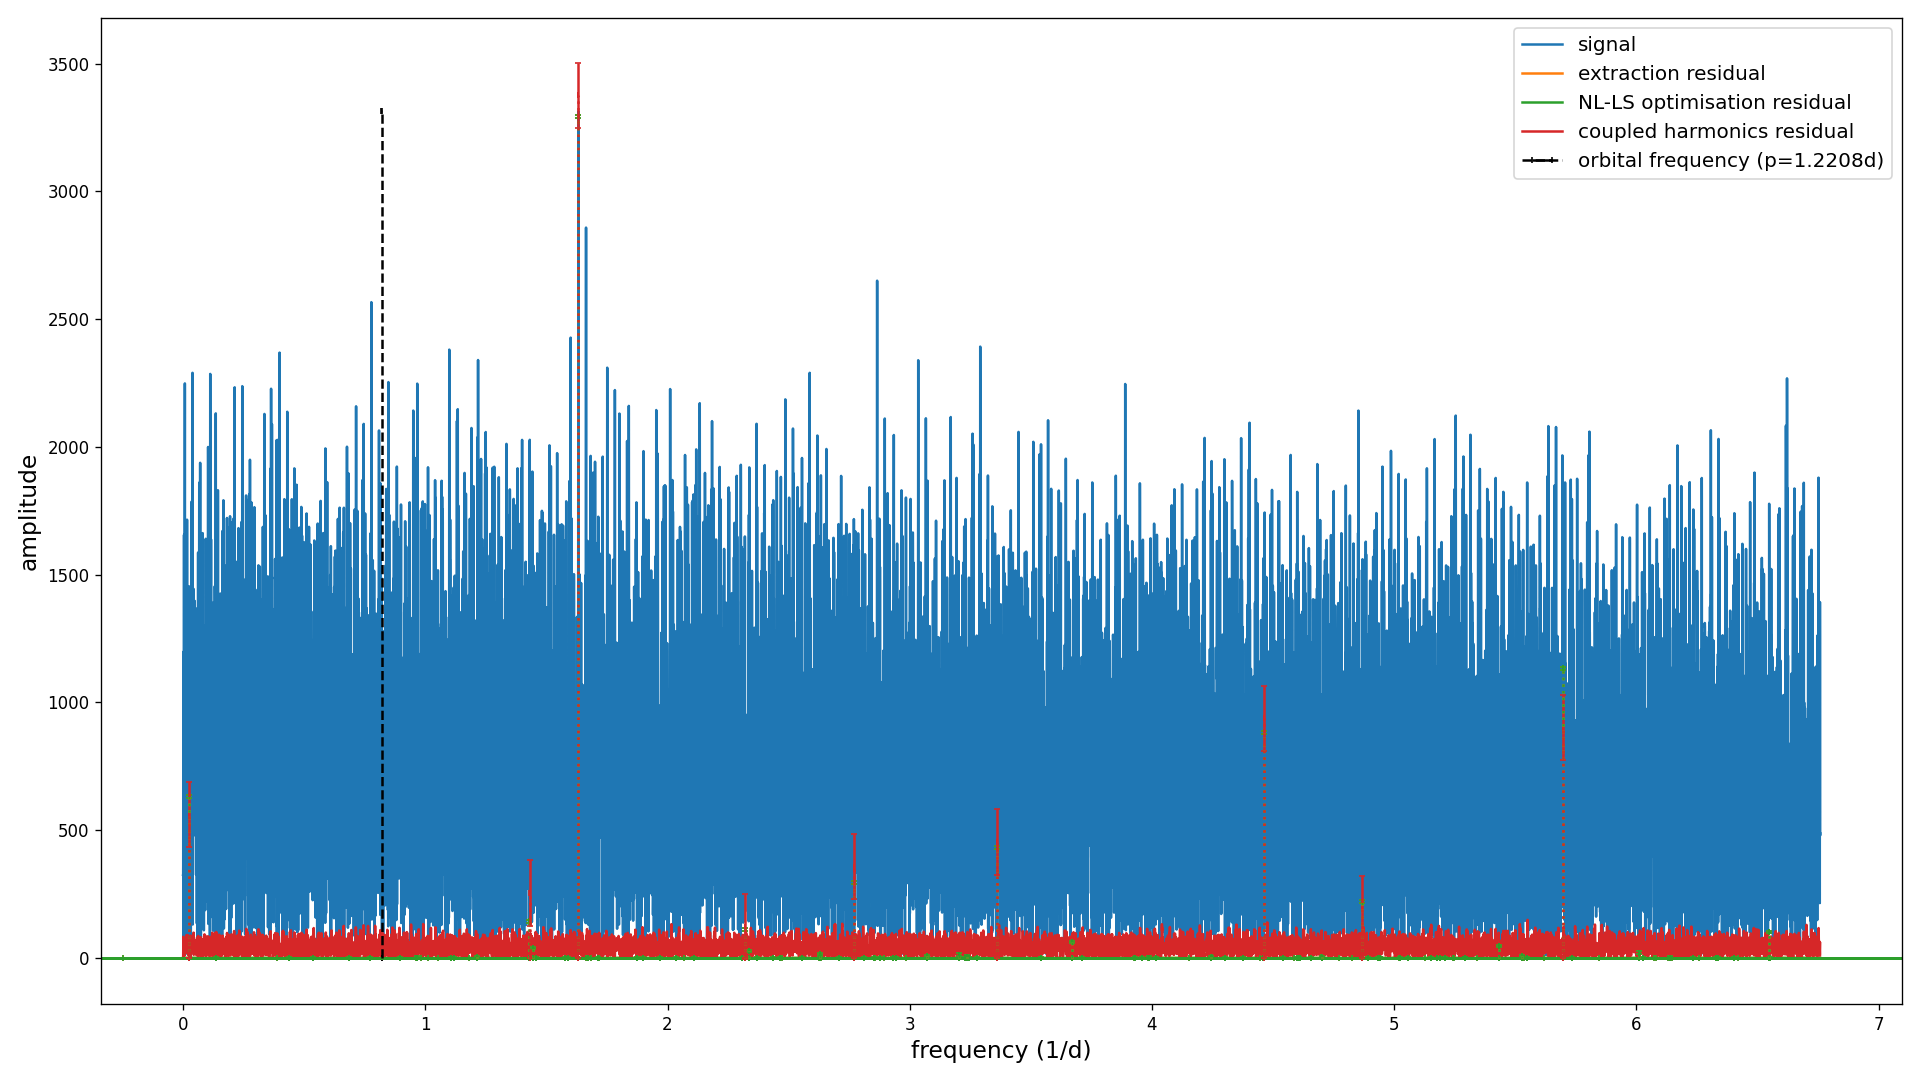 3500
3000
2500
2000
1500
1000
500
0
amplitude
0 1 2 3 4 5 6 7
frequency (1/d)
signal
extraction residual
NL-LS optimisation residual
coupled harmonics residual
orbital frequency (p=1.2208d)